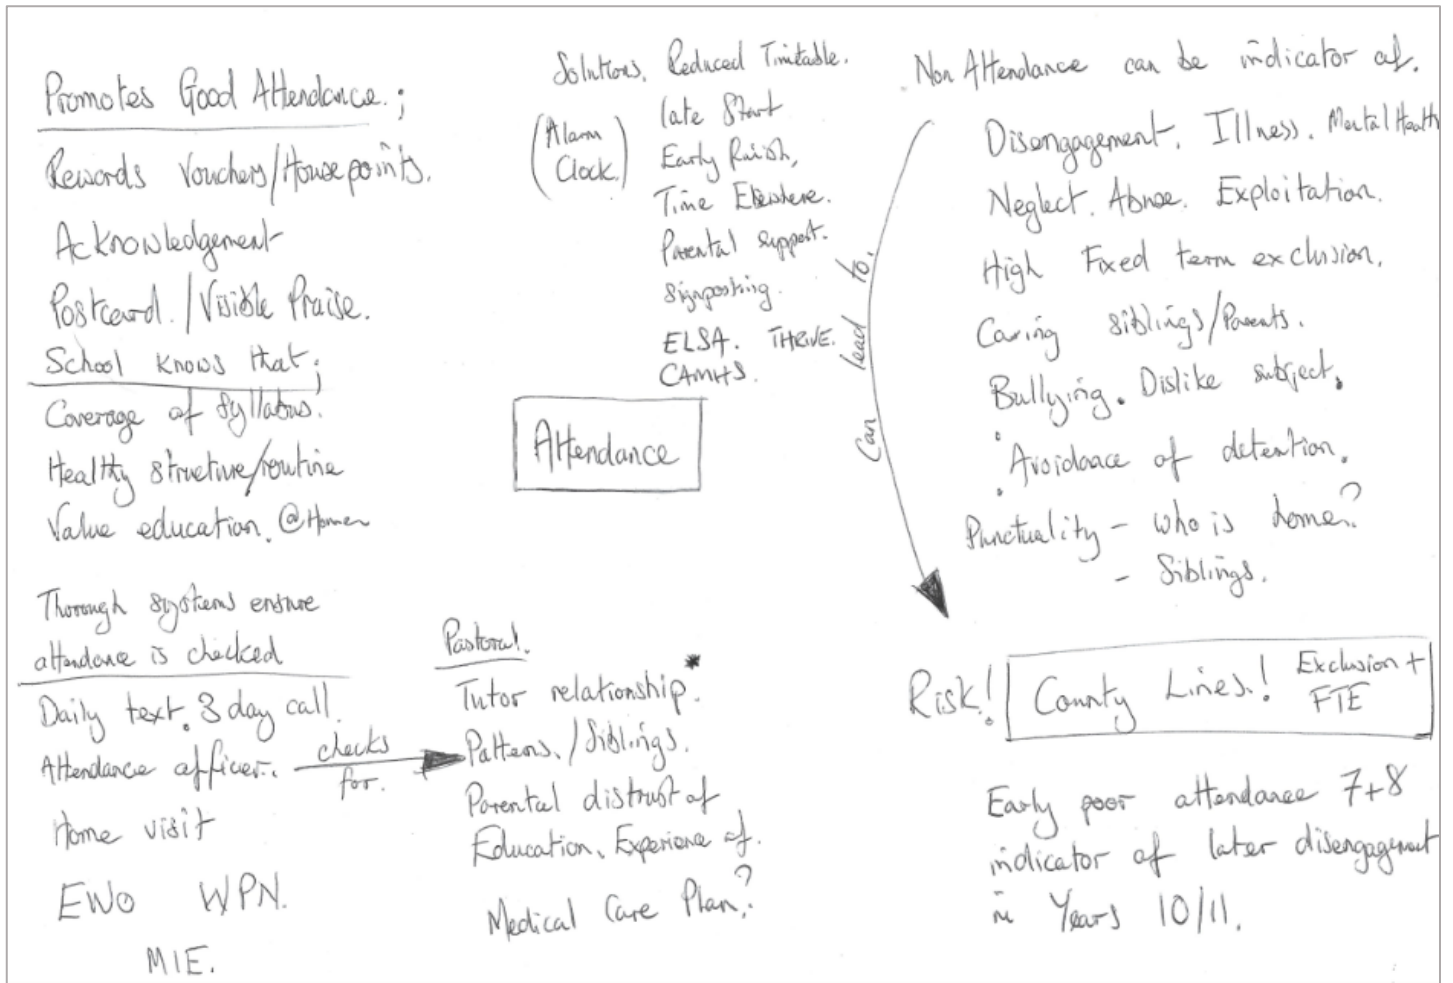 Promotes Good Attendance ;
Rewards Vouchers/House points.
Acknowledgement
Postcard. / Visible Praise.
School knows that ;
Coverage of syllabus.
Healthy structure/routine
Value education. @Home
Thorough systems ensure
attendance is checked
Daily text. 3 day call.
Attendance officer.
Home visit
EWO WPN.
MIE.
checks
for.
Solutions. Reduced Timetable.
(Alarm
Clock.)
late Start
Early finish,
Time Elsewhere.
Parental support.
Signposting.
ELSA. THRIVE.
CAMHS.
Attendance
Pastoral.
Tutor relationship.*
Patterns. / Siblings.
Parental distrust of
Education, Experience of.
Medical Care Plan?
Non Attendance can be indicator of.
Disengagement. Illness. Mental Health
Neglect. Abuse. Exploitation.
High Fixed term exclusion.
Caring siblings/Parents.
Bullying. Dislike subject.
Avoidance of detention.
Punctuality - who is home?
- Siblings.
Can lead to.
Risk! County Lines! Exclusion +
FTE
Early poor attendance 7+8
indicator of later disengagement
in Years 10/11.